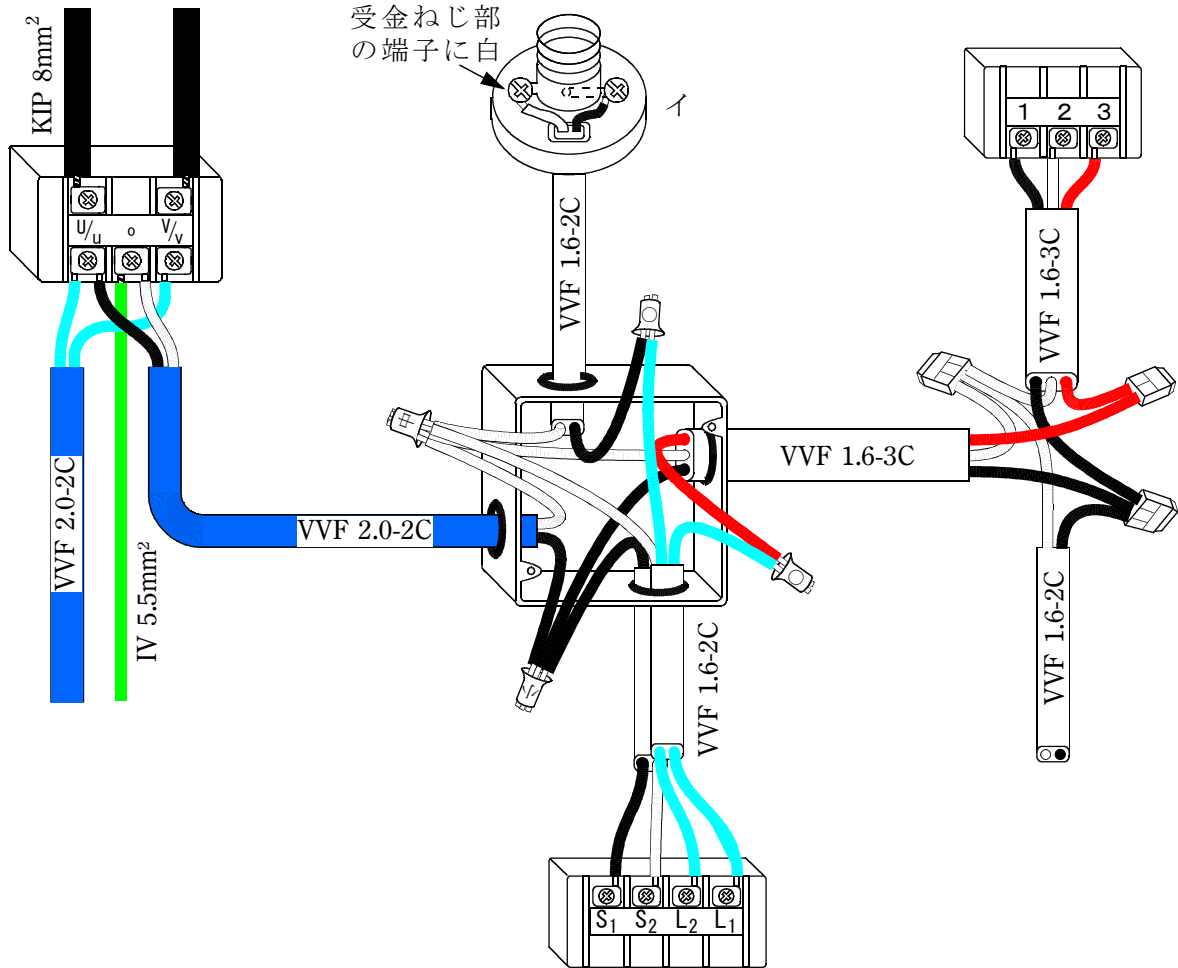 受金ねじ部
の端子に白
イ
KIP 8mm²
U/u
o
V/v
1
2
3
VVF 1.6-2C
VVF 1.6-3C
VVF 1.6-3C
VVF 2.0-2C
VVF 2.0-2C
IV 5.5mm²
VVF 1.6-2C
VVF 1.6-2C
S₁
S₂
L₂
L₁